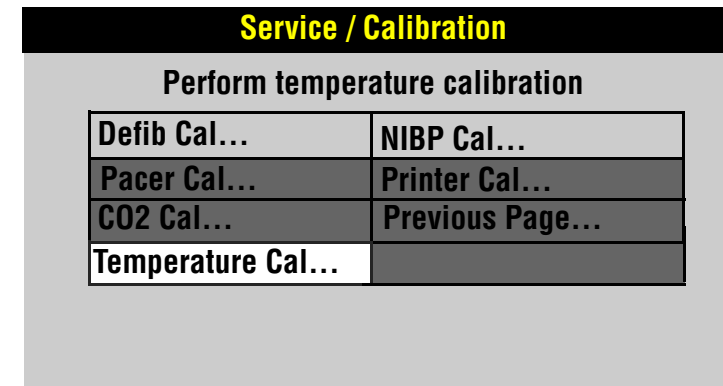 Service / Calibration
Perform temperature calibration
Defib Cal... NIBP Cal...
Pacer Cal... Printer Cal...
CO2 Cal... Previous Page...
Temperature Cal...